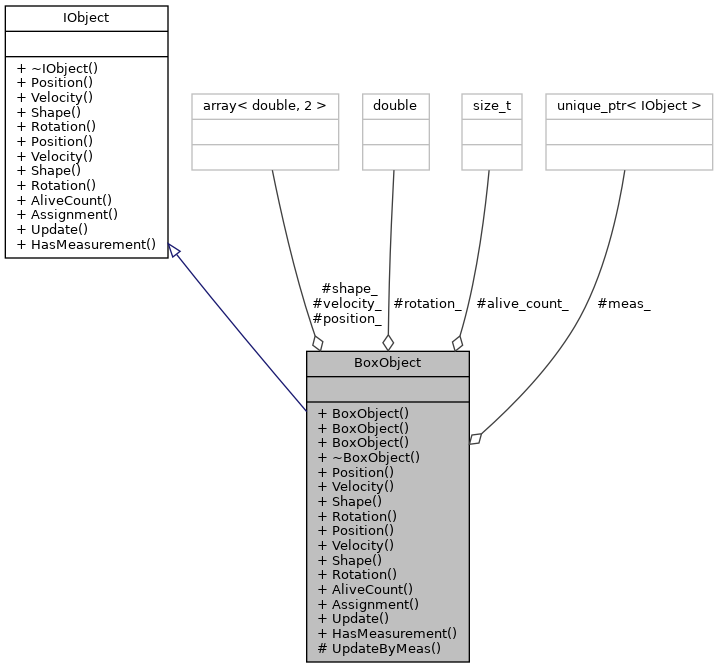 IObject
+ ~IObject()
+ Position()
+ Velocity()
+ Shape()
+ Rotation()
+ Position()
+ Velocity()
+ Shape()
+ Rotation()
+ AliveCount()
+ Assignment()
+ Update()
+ HasMeasurement()
array< double, 2 >
double
size_t
unique_ptr< IObject >
#shape_
#velocity_
#position_
#rotation_
#alive_count_
#meas_
BoxObject
+ BoxObject()
+ BoxObject()
+ BoxObject()
+ ~BoxObject()
+ Position()
+ Velocity()
+ Shape()
+ Rotation()
+ Position()
+ Velocity()
+ Shape()
+ Rotation()
+ AliveCount()
+ Assignment()
+ Update()
+ HasMeasurement()
# UpdateByMeas()